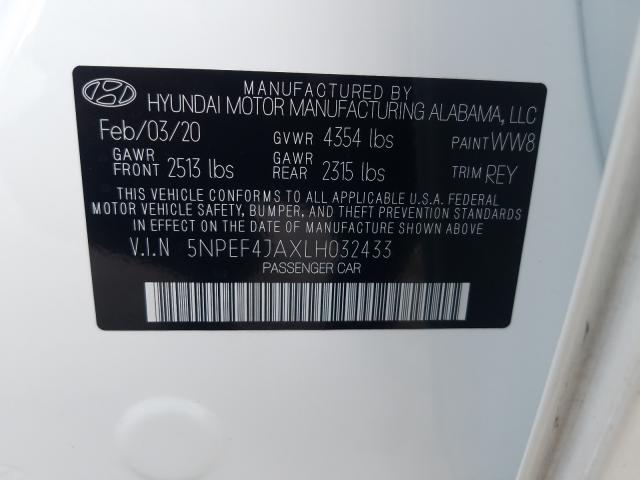 MANUFACTURED BY
HYUNDAI MOTOR MANUFACTURING ALABAMA, LLC
Feb/03/20 GVWR 4354 lbs PAINT WW8
GAWR FRONT 2513 lbs GAWR REAR 2315 lbs TRIM REY
THIS VEHICLE CONFORMS TO ALL APPLICABLE U.S.A. FEDERAL
MOTOR VEHICLE SAFETY, BUMPER, AND THEFT PREVENTION STANDARDS
IN EFFECT ON THE DATE OF MANUFACTURE SHOWN ABOVE.
V.I.N 5NPEF4JAXLH032433
PASSENGER CAR